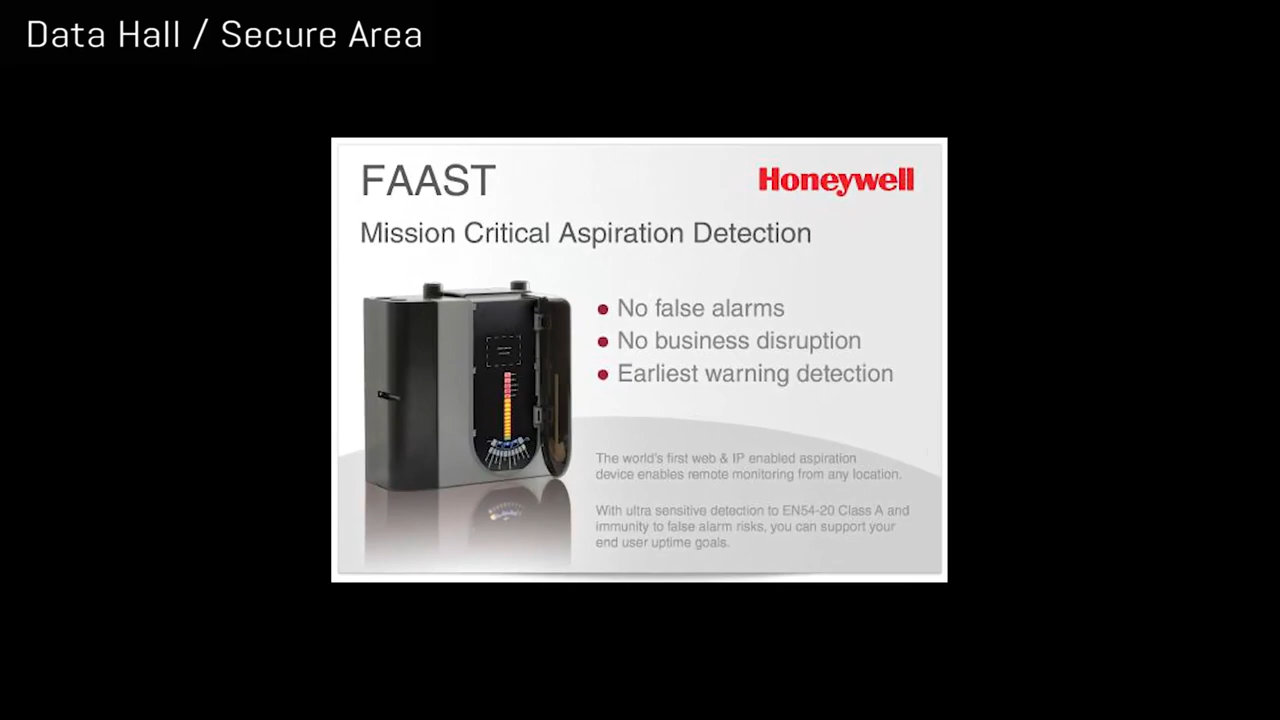 Data Hall / Secure Area
FAAST
Honeywell
Mission Critical Aspiration Detection
No false alarms
No business disruption
Earliest warning detection
The world's first web & IP enabled aspiration
device enables remote monitoring from any location.
With ultra sensitive detection to EN54-20 Class A and
immunity to false alarm risks, you can support your
end user uptime goals.